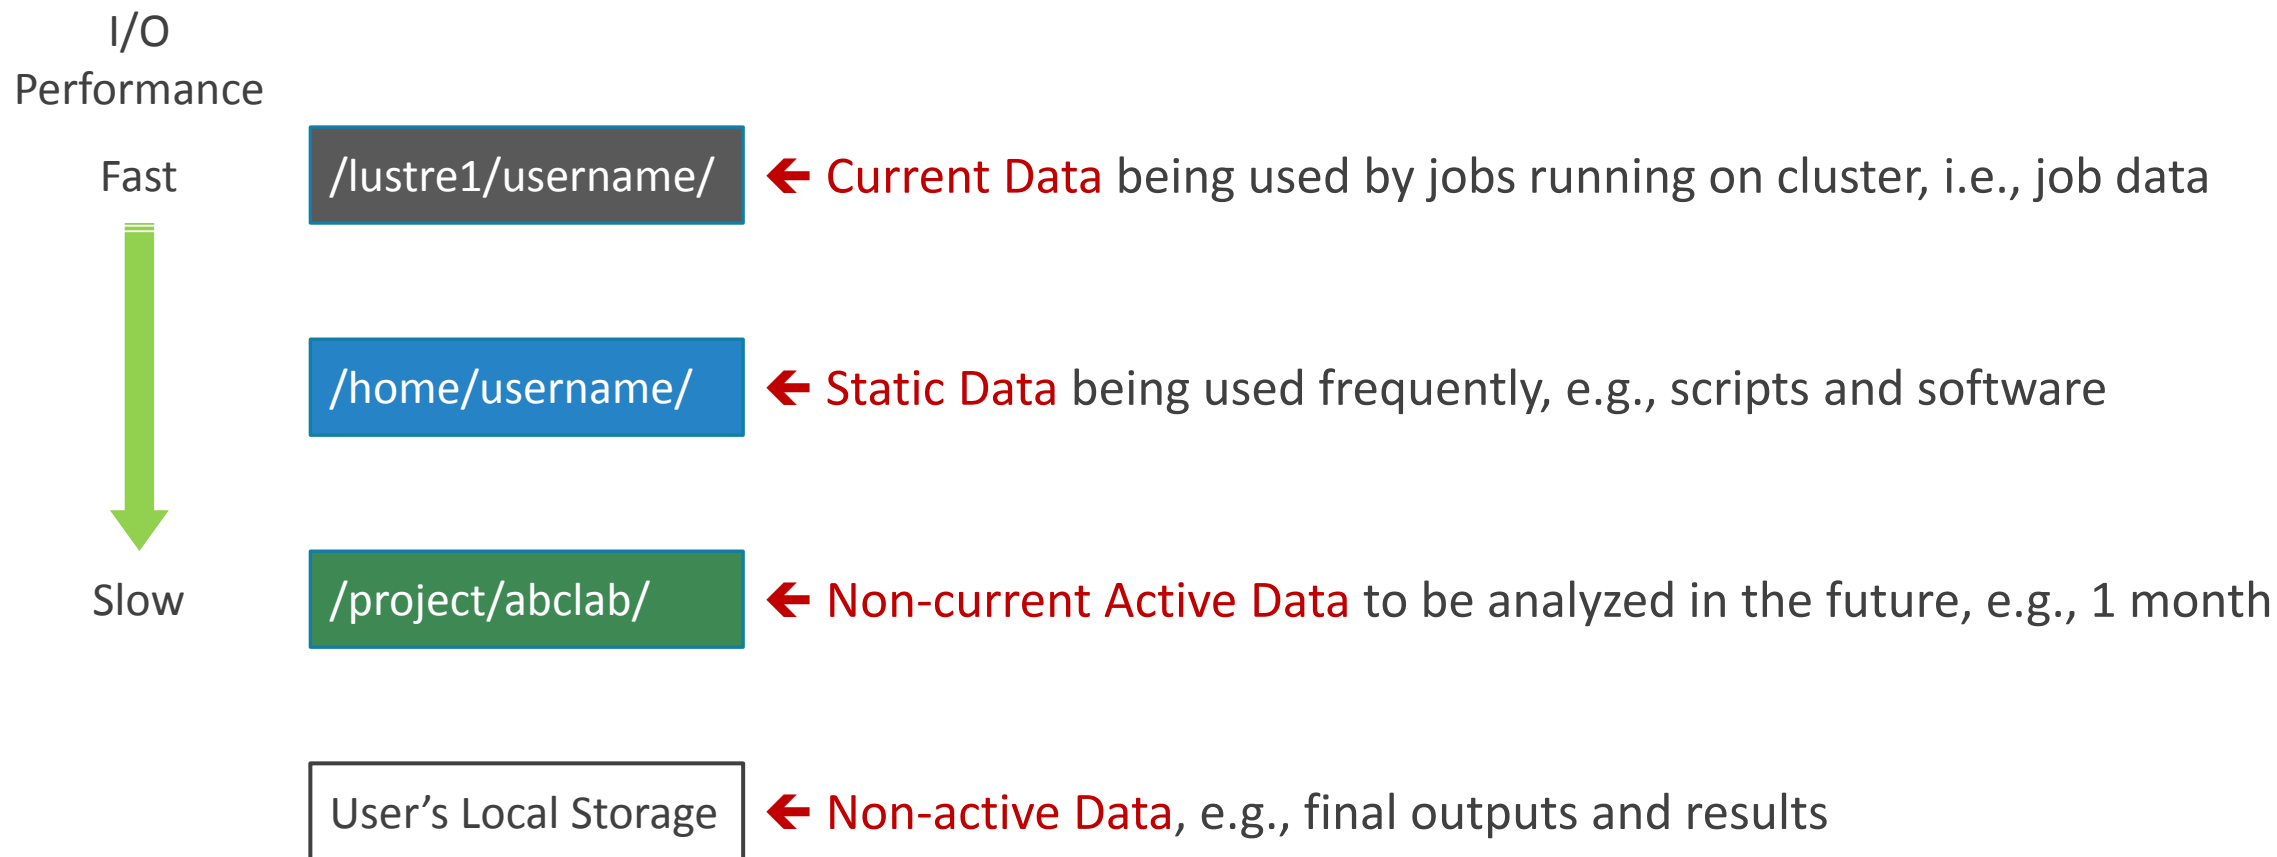 I/O
Performance
Fast
/lustre1/username/
🡸 Current Data being used by jobs running on cluster, i.e., job data
/home/username/
🡸 Static Data being used frequently, e.g., scripts and software
Slow
/project/abclab/
🡸 Non-current Active Data to be analyzed in the future, e.g., 1 month
User’s Local Storage
🡸 Non-active Data, e.g., final outputs and results